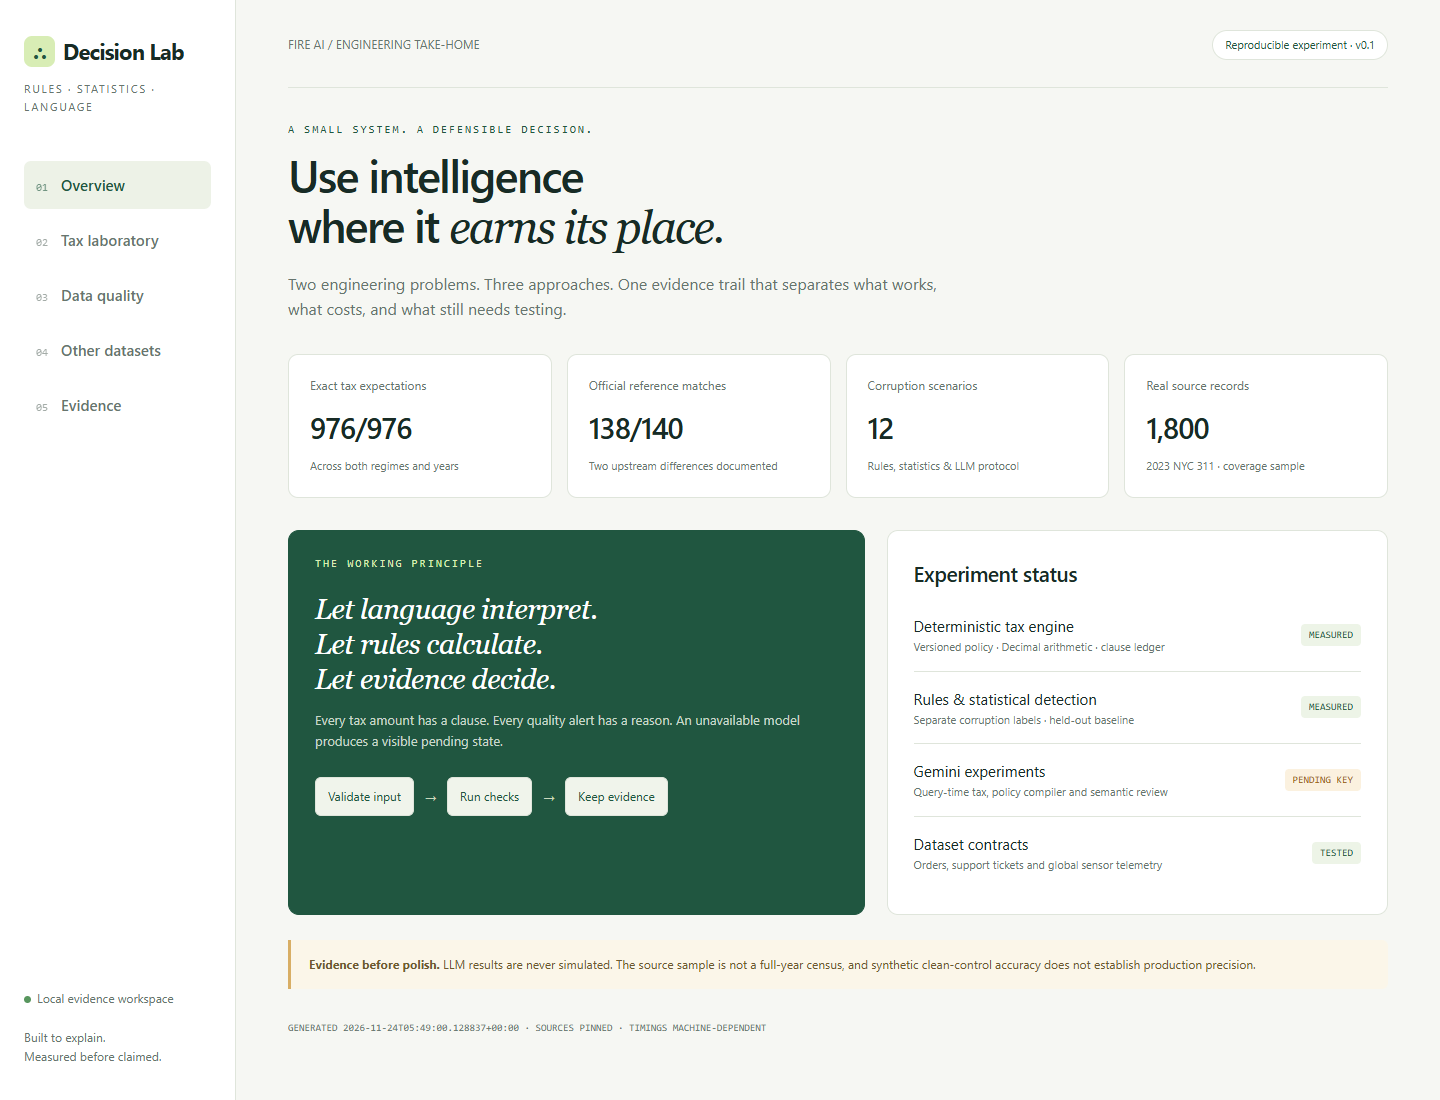 Decision Lab
RULES · STATISTICS ·
LANGUAGE
01 Overview
02 Tax laboratory
03 Data quality
04 Other datasets
05 Evidence
Local evidence workspace
Built to explain.
Measured before claimed.
FIRE AI / ENGINEERING TAKE-HOME
Reproducible experiment · v0.1
A SMALL SYSTEM. A DEFENSIBLE DECISION.
Use intelligence
where it earns its place.
Two engineering problems. Three approaches. One evidence trail that separates what works,
what costs, and what still needs testing.
Exact tax expectations
976/976
Across both regimes and years
Official reference matches
138/140
Two upstream differences documented
Corruption scenarios
12
Rules, statistics & LLM protocol
Real source records
1,800
2023 NYC 311 · coverage sample
THE WORKING PRINCIPLE
Let language interpret.
Let rules calculate.
Let evidence decide.
Every tax amount has a clause. Every quality alert has a reason. An unavailable model
produces a visible pending state.
Validate input → Run checks → Keep evidence
Experiment status
Deterministic tax engine
Versioned policy · Decimal arithmetic · clause ledger
MEASURED
Rules & statistical detection
Separate corruption labels · held-out baseline
MEASURED
Gemini experiments
Query-time tax, policy compiler and semantic review
PENDING KEY
Dataset contracts
Orders, support tickets and global sensor telemetry
TESTED
Evidence before polish. LLM results are never simulated. The source sample is not a full-year census, and synthetic clean-control accuracy does not establish production precision.
GENERATED 2026-11-24T05:49:00.128837+00:00 · SOURCES PINNED · TIMINGS MACHINE-DEPENDENT